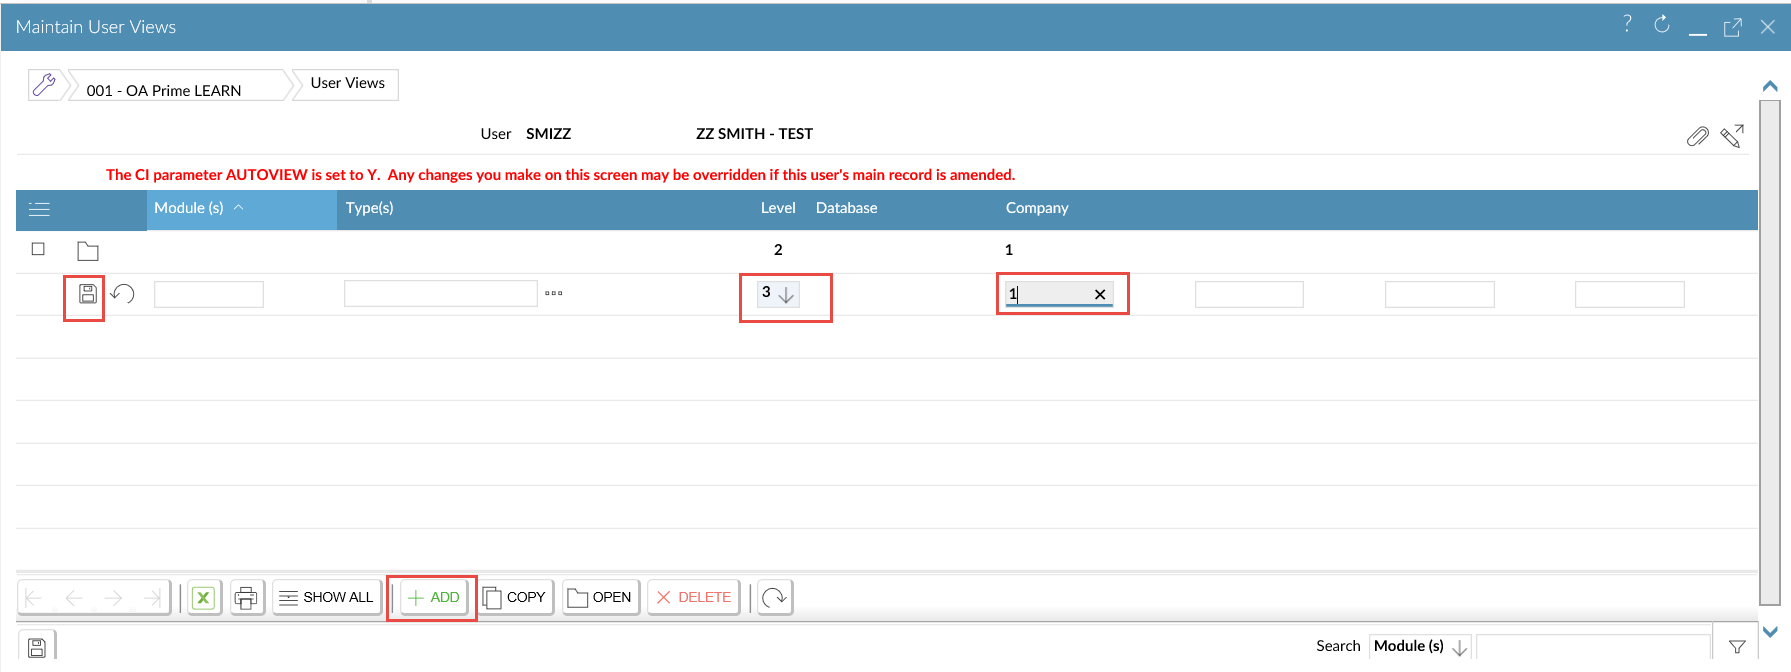 Maintain User Views
?
001 - OA Prime LEARN
User Views
User SMIZZ ZZ SMITH - TEST
The CI parameter AUTOVIEW is set to Y. Any changes you make on this screen may be overridden if this user's main record is amended.
Module (s) Type(s) Level Database Company
2 1
3 1
SHOW ALL ADD COPY OPEN DELETE
Search Module (s)